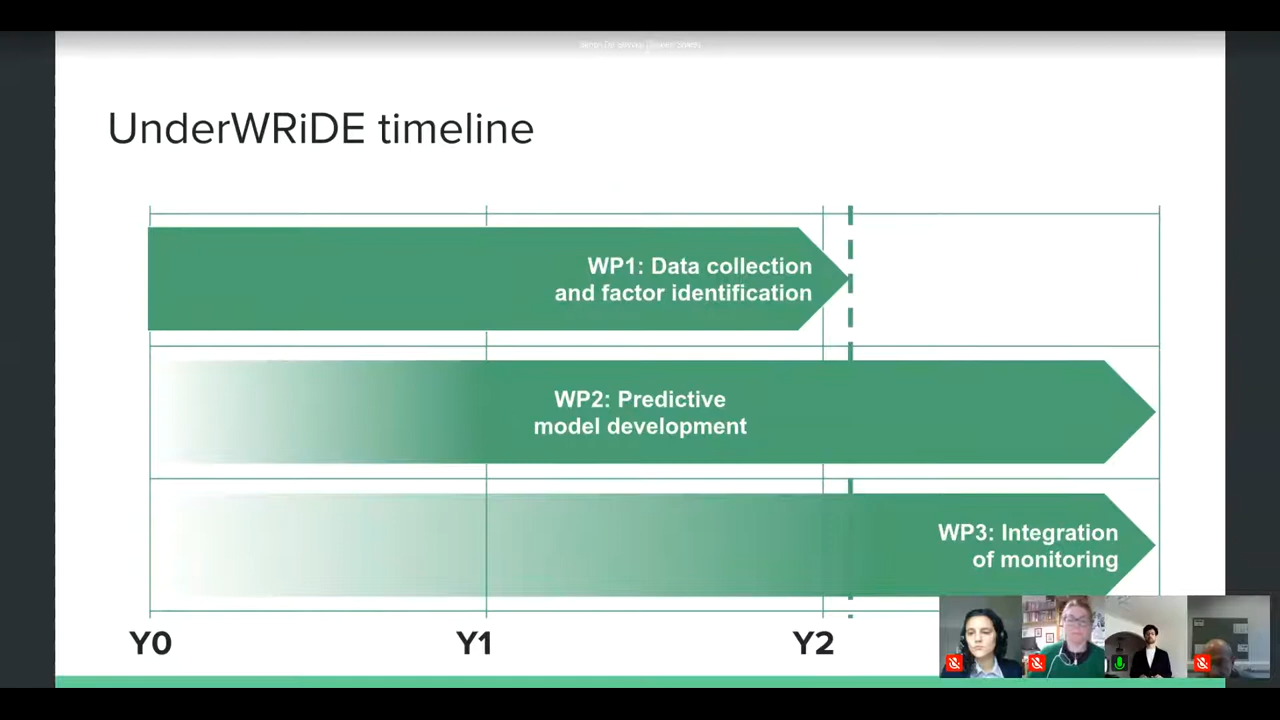 UnderWRiDE timeline
WP1: Data collection
and factor identification
WP2: Predictive
model development
WP3: Integration
of monitoring
Y0
Y1
Y2